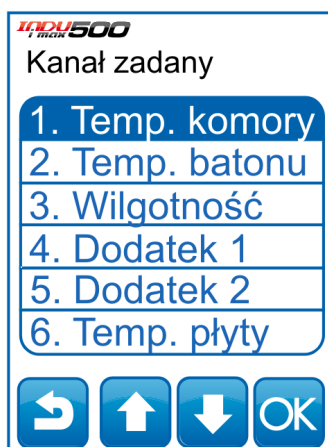 INDU iMAX 500
Kanał zadany
1. Temp. komory
2. Temp. batonu
3. Wilgotność
4. Dodatek 1
5. Dodatek 2
6. Temp. płyty
OK